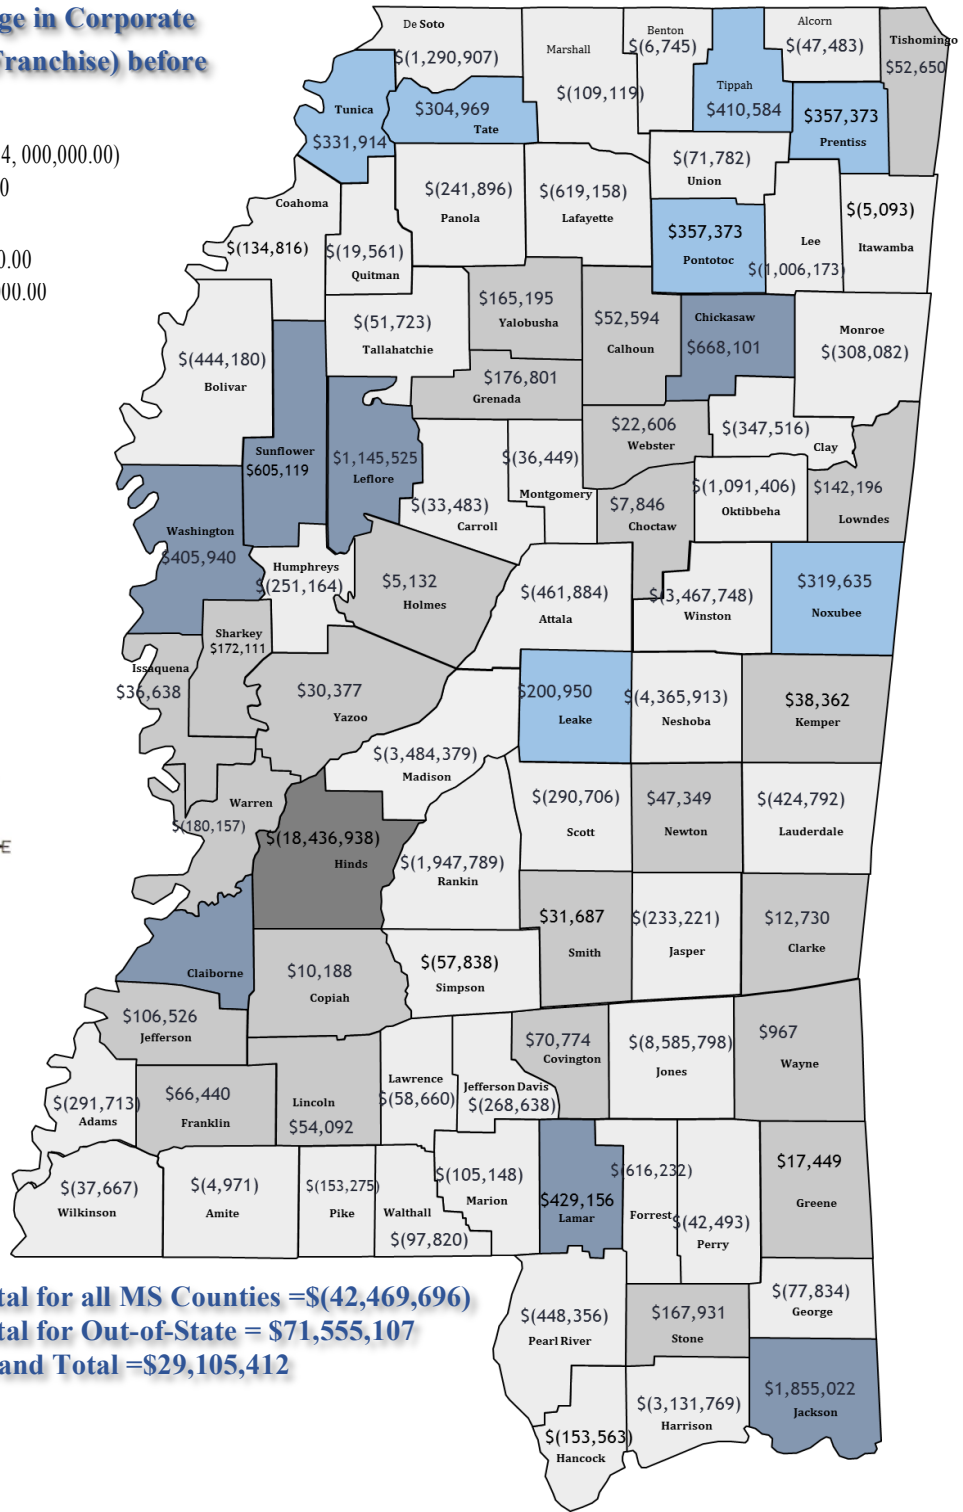 ge in Corporate
Franchise) before
4, 000,000.00)
0
0.00
000.00
E
De Soto
$(1,290,907)
Marshall
$(109,119)
Benton
$(6,745)
Tippah
$410,584
Alcorn
$(47,483)
Tishomingo
$52,650
Tunica
$331,914
$304,969
Tate
$357,373
Prentiss
$(71,782)
Union
Coahoma
$(134,816)
$(19,561)
Quitman
$(241,896)
Panola
$(619,158)
Lafayette
$357,373
Pontotoc
Lee
$(1,006,173)
$(5,093)
Itawamba
$(444,180)
Bolivar
$(51,723)
Tallahatchie
$165,195
Yalobusha
$52,594
Calhoun
Chickasaw
$668,101
Monroe
$(308,082)
$176,801
Grenada
Sunflower
$605,119
$1,145,525
Leflore
$(33,483)
Carroll
$(36,449)
Montgomery
$22,606
Webster
$(347,516)
Clay
$7,846
Choctaw
$(1,091,406)
Oktibbeha
$142,196
Lowndes
Washington
$405,940
Humphreys
$(251,164)
$5,132
Holmes
$(461,884)
Attala
$(3,467,748)
Winston
$319,635
Noxubee
Sharkey
$172,111
Issaquena
$36,638
$30,377
Yazoo
$(3,484,379)
Madison
$200,950
Leake
$(4,365,913)
Neshoba
$38,362
Kemper
Warren
$(180,157)
$(18,436,938)
Hinds
$(1,947,789)
Rankin
$(290,706)
Scott
$47,349
Newton
$(424,792)
Lauderdale
Claiborne
$10,188
Copiah
$(57,838)
Simpson
$31,687
Smith
$(233,221)
Jasper
$12,730
Clarke
$106,526
Jefferson
$(291,713)
Adams
$66,440
Franklin
Lincoln
$54,092
Lawrence
$(58,660)
Jefferson Davis
$(268,638)
$70,774
Covington
$(8,585,798)
Jones
$967
Wayne
$(37,667)
Wilkinson
$(4,971)
Amite
$(153,275)
Pike
Walthall
$(97,820)
$(105,148)
Marion
$429,156
Lamar
$(616,232)
Forrest
$(42,493)
Perry
$17,449
Greene
$(448,356)
Pearl River
$167,931
Stone
$(77,834)
George
$(153,563)
Hancock
$(3,131,769)
Harrison
$1,855,022
Jackson
tal for all MS Counties =$(42,469,696)
tal for Out-of-State = $71,555,107
and Total =$29,105,412